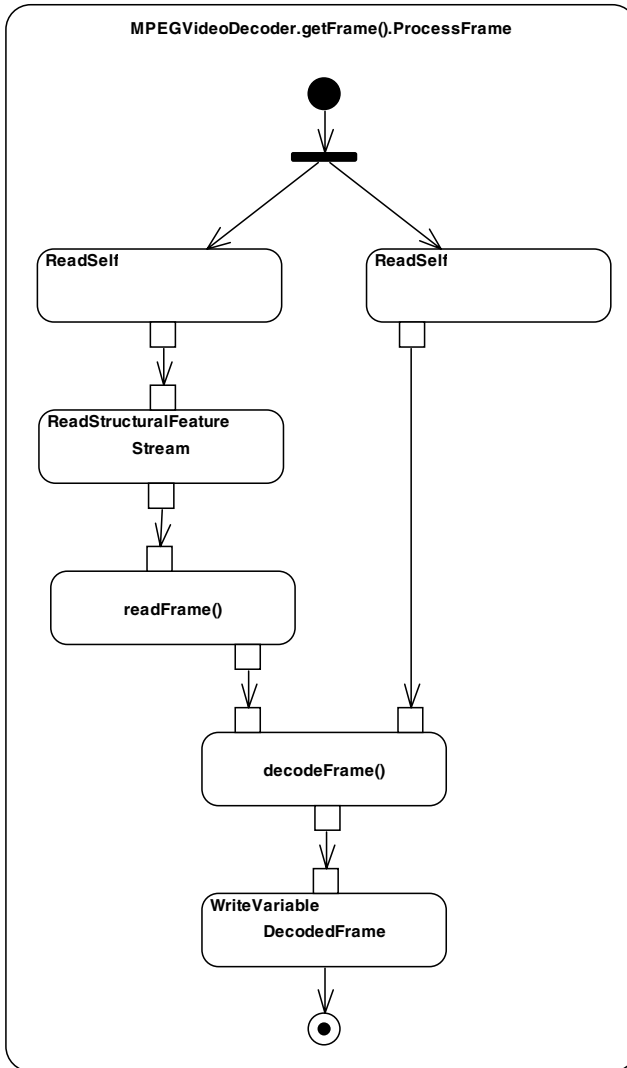 MPEGVideoDecoder.getFrame().ProcessFrame
ReadSelf
ReadSelf
ReadStructuralFeature
Stream
readFrame()
decodeFrame()
WriteVariable
DecodedFrame